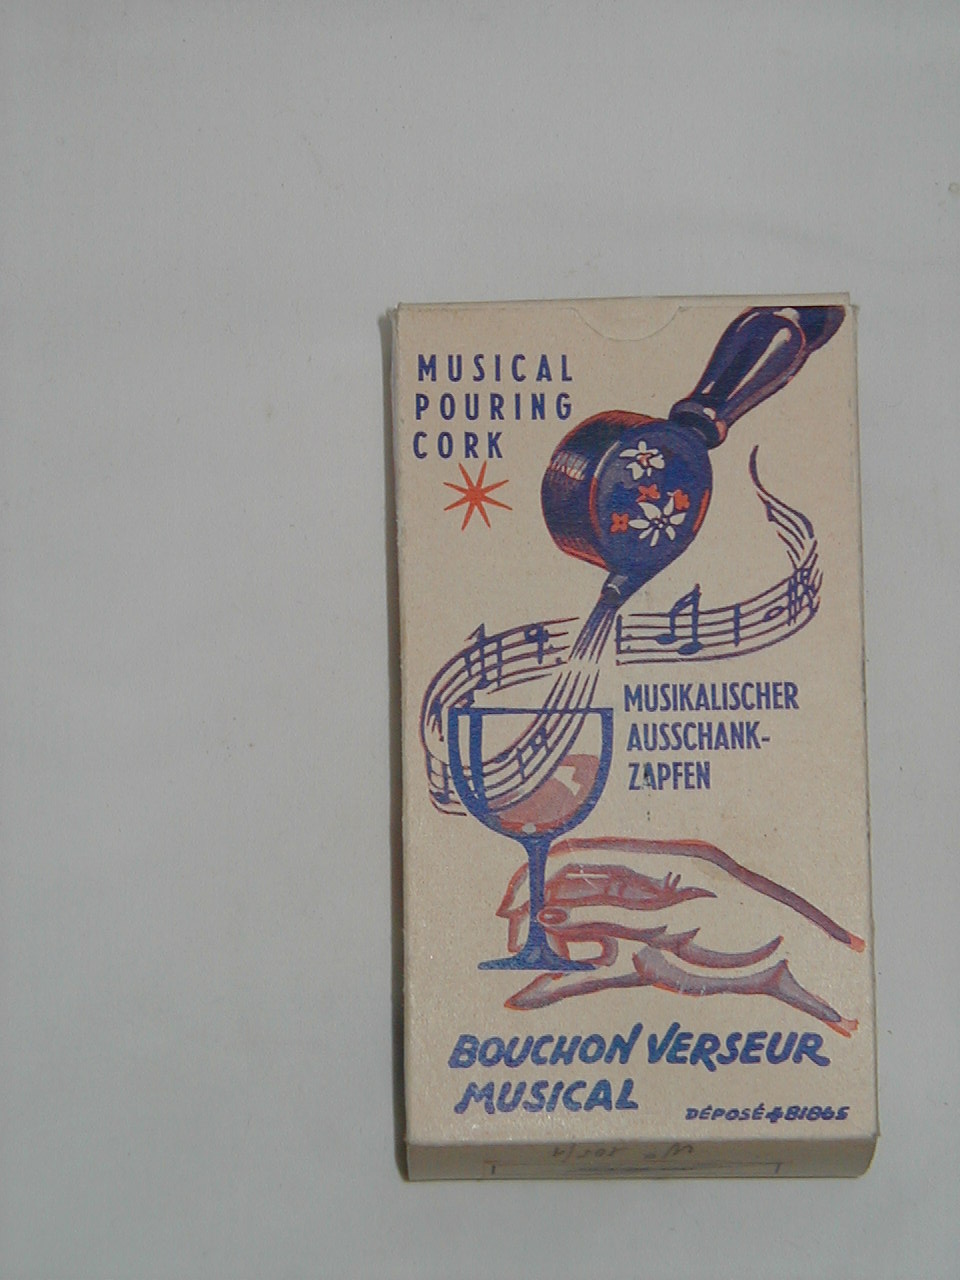 MUSICAL
POURING
CORK
MUSIKALISCHER
AUSSCHANK-
ZAPFEN
BOUCHON VERSEUR
MUSICAL
DÉPOSÉ 481865